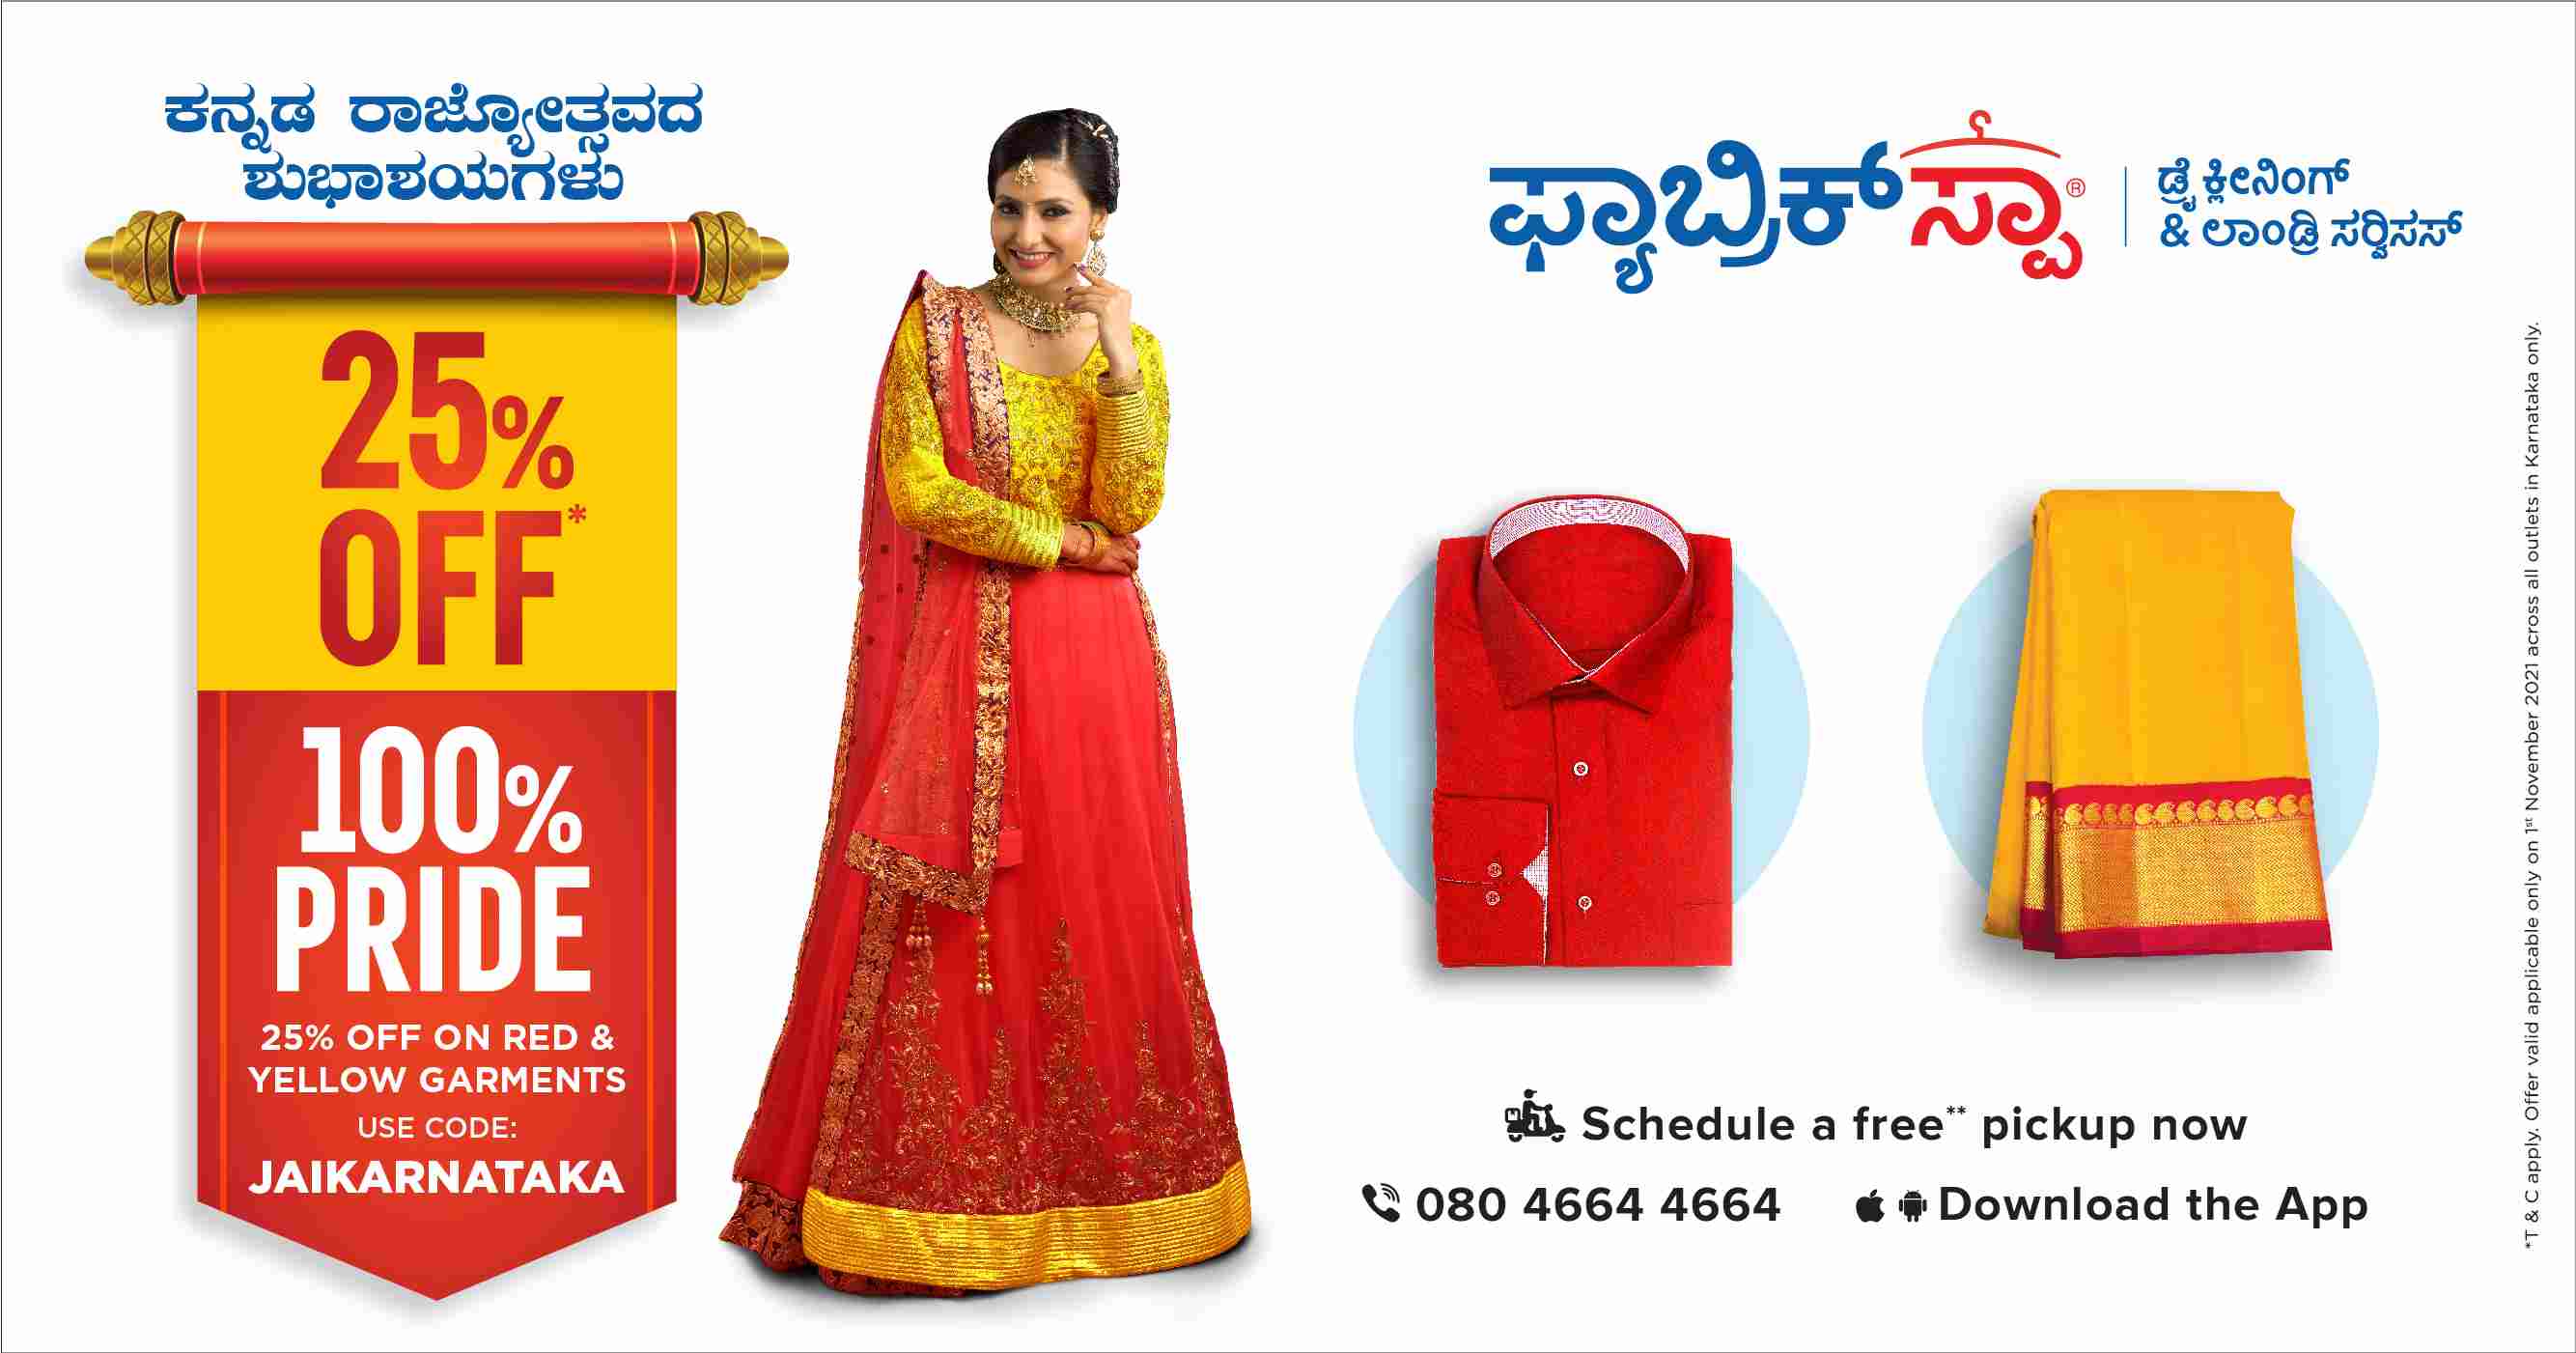 ಕನ್ನಡ ರಾಜ್ಯೋತ್ಸವದ
ಶುಭಾಶಯಗಳು
25%
OFF*
100%
PRIDE
25% OFF ON RED &
YELLOW GARMENTS
USE CODE:
JAIKARNATAKA
ಫ್ಯಾಬ್ರಿಕ್ ಸ್ಪಾ®
ಡ್ರೈಕ್ಲೀನಿಂಗ್
& ಲಾಂಡ್ರಿ ಸರ್‍ವಿಸಸ್
Schedule a free** pickup now
080 4664 4664
Download the App
*T & C apply. Offer valid applicable only on 1st November 2021 across all outlets in Karnataka only.